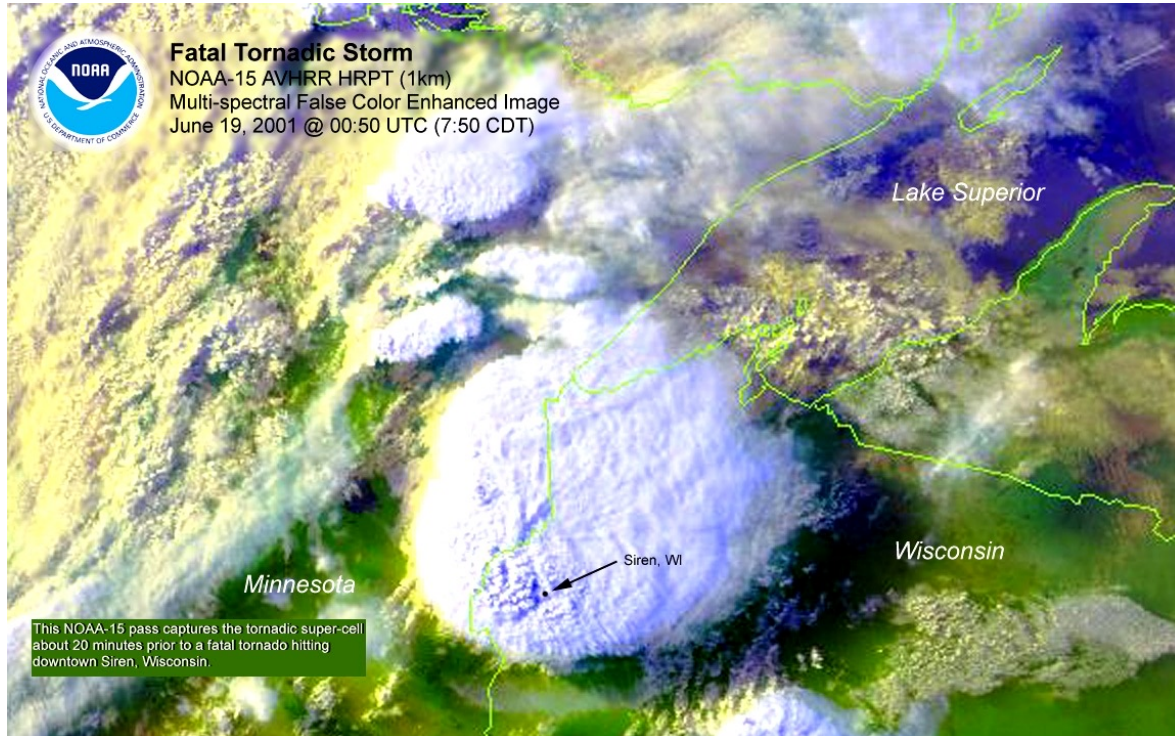 NATIONAL OCEANIC AND ATMOSPHERIC ADMINISTRATION
NOAA
U.S. DEPARTMENT OF COMMERCE
Fatal Tornadic Storm
NOAA-15 AVHRR HRPT (1km)
Multi-spectral False Color Enhanced Image
June 19, 2001 @ 00:50 UTC (7:50 CDT)
Lake Superior
Wisconsin
Siren, WI
Minnesota
This NOAA-15 pass captures the tornadic super-cell
about 20 minutes prior to a fatal tornado hitting
downtown Siren, Wisconsin.